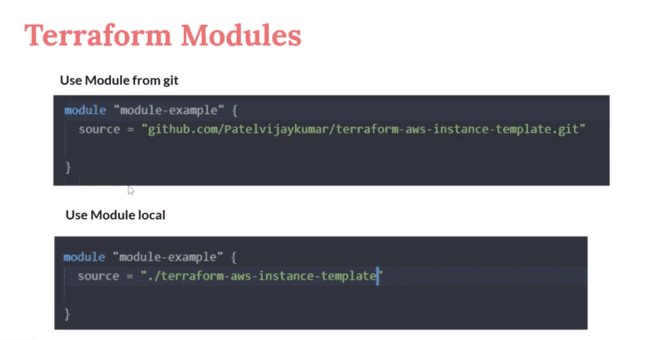 Terraform Modules
Use Module from git
module "module-example" {
source = "github.com/Patelvijaykumar/terraform-aws-instance-template.git"
}
Use Module local
module "module-example" {
source = "./terraform-aws-instance-template"
}